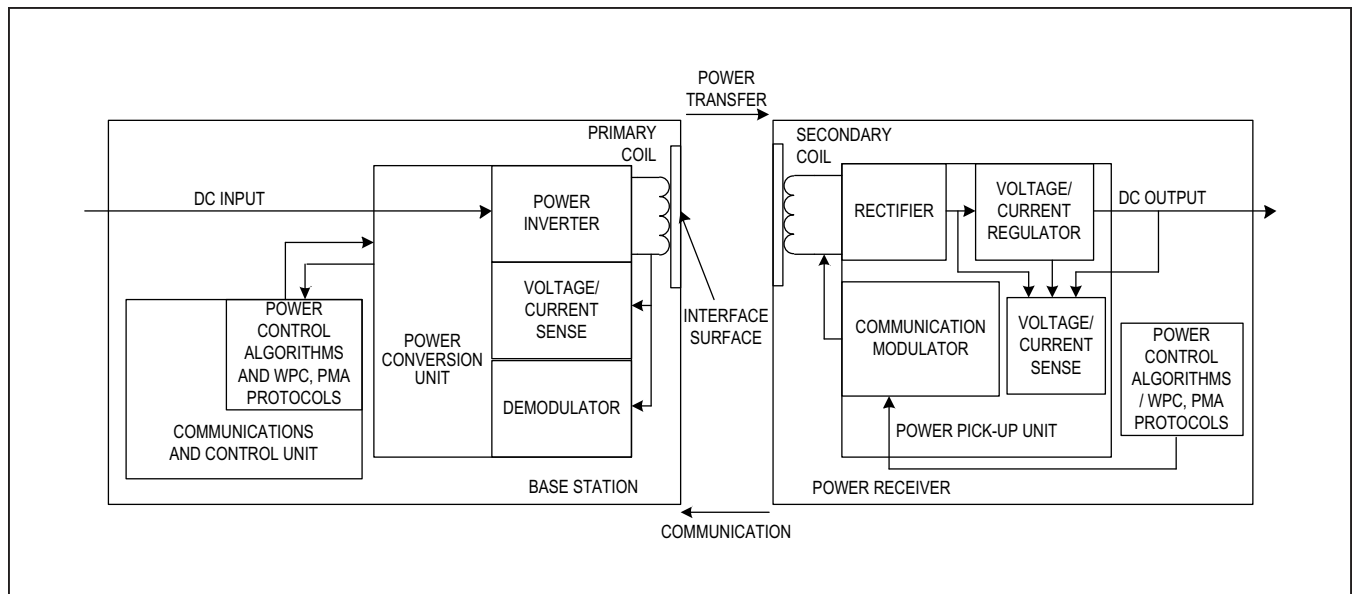 POWER
TRANSFER
PRIMARY
COIL
SECONDARY
COIL
DC INPUT
POWER
INVERTER
RECTIFIER
VOLTAGE/
CURRENT
REGULATOR
DC OUTPUT
VOLTAGE/
CURRENT
SENSE
INTERFACE
SURFACE
POWER
CONTROL
ALGORITHMS
AND WPC, PMA
PROTOCOLS
POWER
CONVERSION
UNIT
COMMUNICATION
MODULATOR
VOLTAGE/
CURRENT
SENSE
POWER
CONTROL
ALGORITHMS
/ WPC, PMA
PROTOCOLS
DEMODULATOR
COMMUNICATIONS
AND CONTROL UNIT
POWER PICK-UP UNIT
BASE STATION
POWER RECEIVER
COMMUNICATION